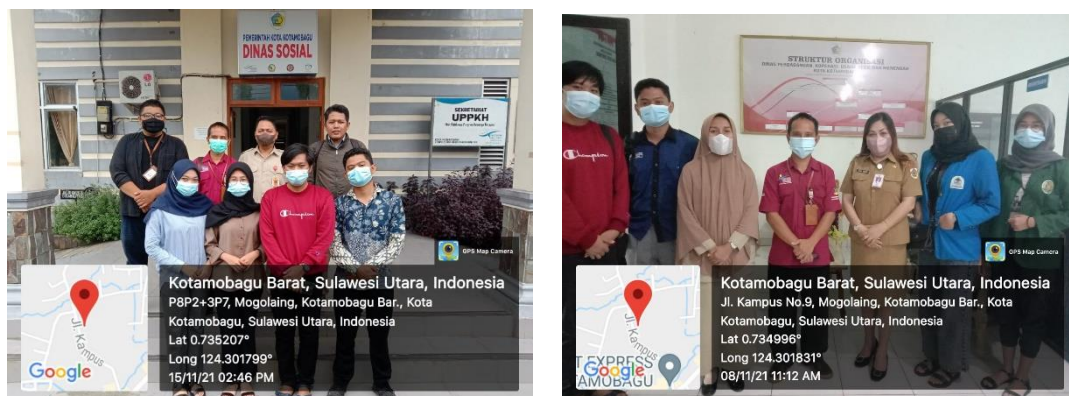 PEMERINTAH KOTA KOTAMOBAGU
DINAS SOSIAL
SEKRETARIAT
UPPKH
Champion
GPS Map Camera
Jl. Kampus
Google
Kotamobagu Barat, Sulawesi Utara, Indonesia
P8P2+3P7, Mogolaing, Kotamobagu Bar., Kota
Kotamobagu, Sulawesi Utara, Indonesia
Lat 0.735207°
Long 124.301799°
15/11/21 02:46 PM
STRUKTUR ORGANISASI
Champion
GPS Map Camera
Jl. Kampus
T EXPRESS
TAMOBAGU
Google
Kotamobagu Barat, Sulawesi Utara, Indonesia
Jl. Kampus No.9, Mogolaing, Kotamobagu Bar., Kota
Kotamobagu, Sulawesi Utara, Indonesia
Lat 0.734996°
Long 124.301831°
08/11/21 11:12 AM